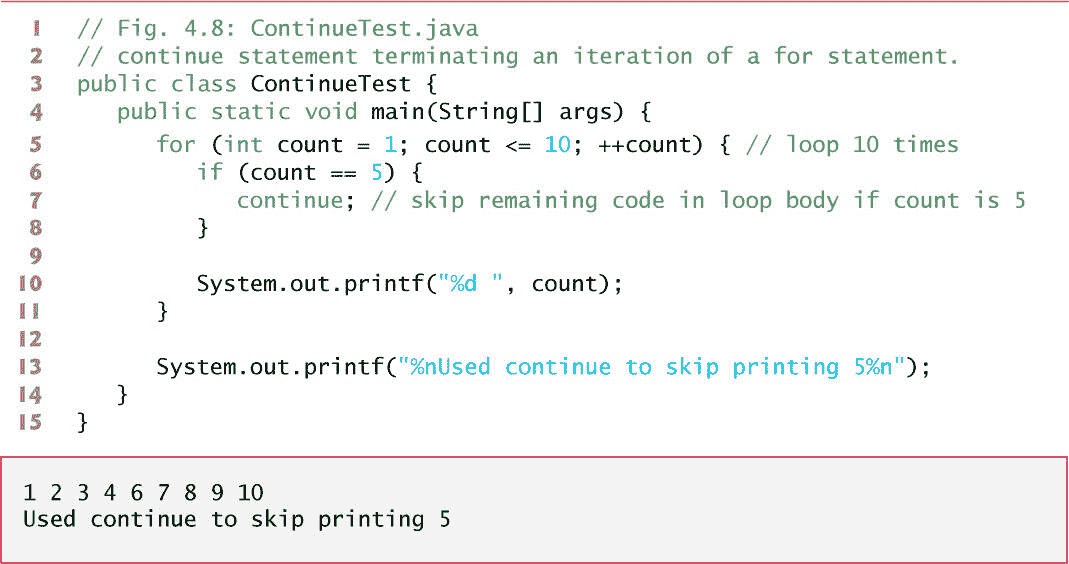 1 // Fig. 4.8: ContinueTest.java
2 // continue statement terminating an iteration of a for statement.
3 public class ContinueTest {
4    public static void main(String[] args) {
5       for (int count = 1; count <= 10; ++count) { // loop 10 times
6          if (count == 5) {
7             continue; // skip remaining code in loop body if count is 5
8          }
9
10          System.out.printf("%d ", count);
11       }
12
13       System.out.printf("%nUsed continue to skip printing 5%n");
14    }
15 }
1 2 3 4 6 7 8 9 10
Used continue to skip printing 5